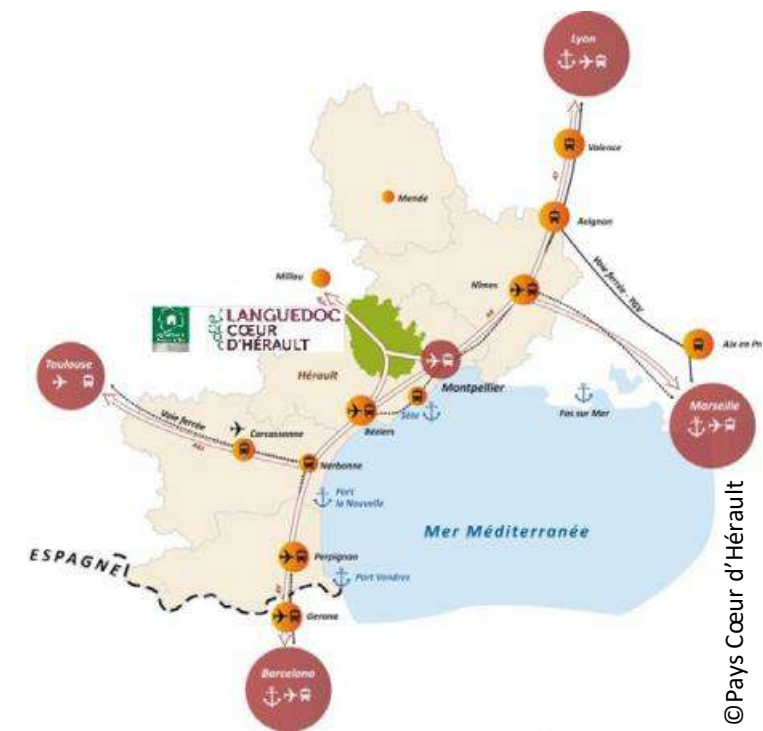 Lyon
Valence
Mende
Avignon
Voie ferrée - TGV
Nîmes
Millau
LANGUEDOC
CŒUR
D'HÉRAULT
Aix en Pr
Toulouse
Hérault
Montpellier
Marseille
Sète
Fos sur Mer
Voie ferrée
Carcassonne
Béziers
Narbonne
Port
la Nouvelle
Mer Méditerranée
ESPAGNE
Perpignan
Port Vendres
Gerona
Barcelona
©Pays Cœur d'Hérault